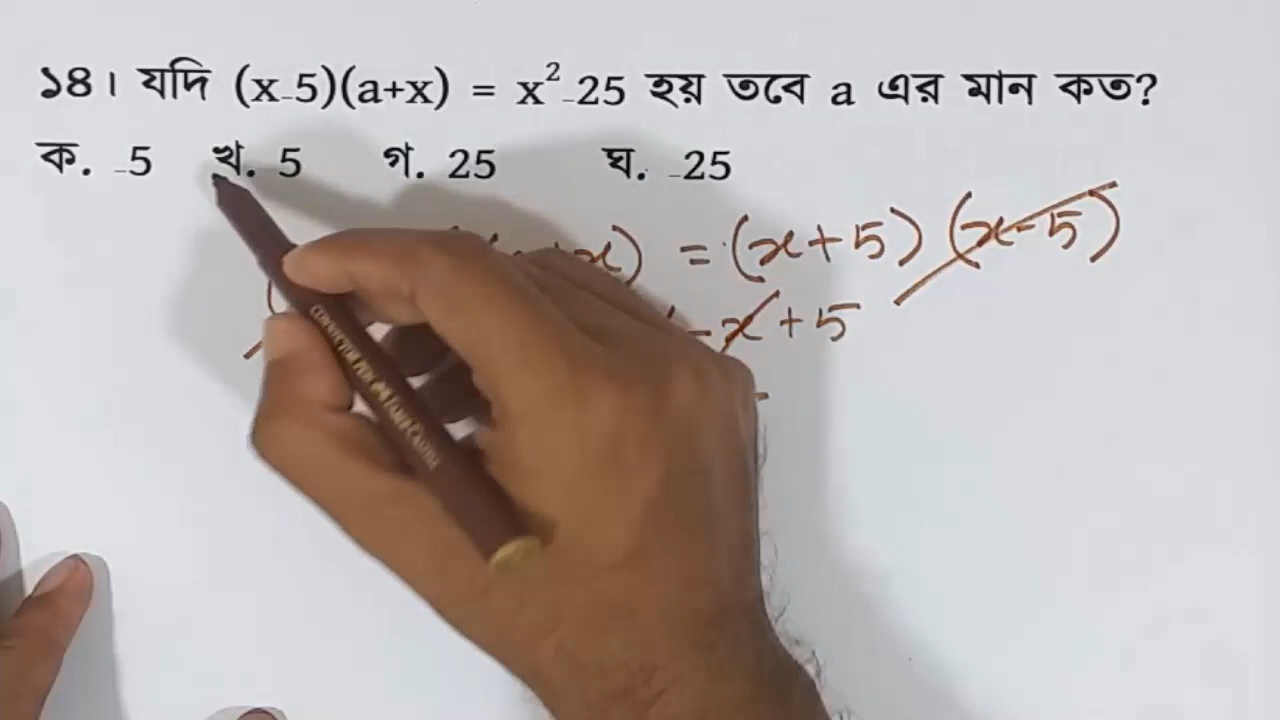 ১৪। যদি (x-5)(a+x) = x²-25 হয় তবে a এর মান কত?
ক. -5 খ. 5 গ. 25 ঘ. -25
x) = (x+5) (x-5)
x + 5